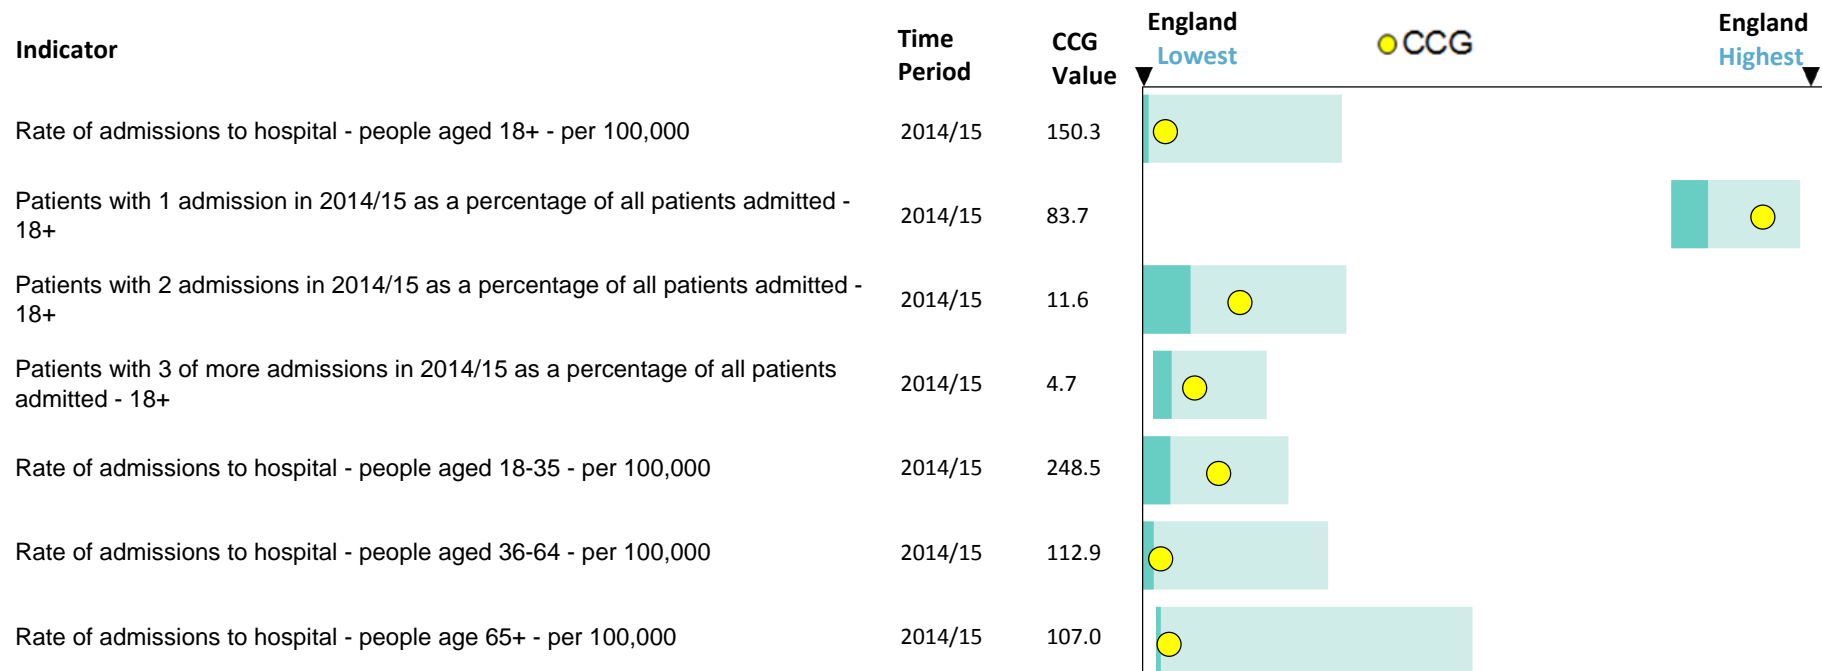 Indicator
Time
Period
CCG
Value
England
Lowest
CCG
England
Highest
Rate of admissions to hospital - people aged 18+ - per 100,000
2014/15
150.3
Patients with 1 admission in 2014/15 as a percentage of all patients admitted -
18+
2014/15
83.7
Patients with 2 admissions in 2014/15 as a percentage of all patients admitted -
18+
2014/15
11.6
Patients with 3 of more admissions in 2014/15 as a percentage of all patients
admitted - 18+
2014/15
4.7
Rate of admissions to hospital - people aged 18-35 - per 100,000
2014/15
248.5
Rate of admissions to hospital - people aged 36-64 - per 100,000
2014/15
112.9
Rate of admissions to hospital - people age 65+ - per 100,000
2014/15
107.0